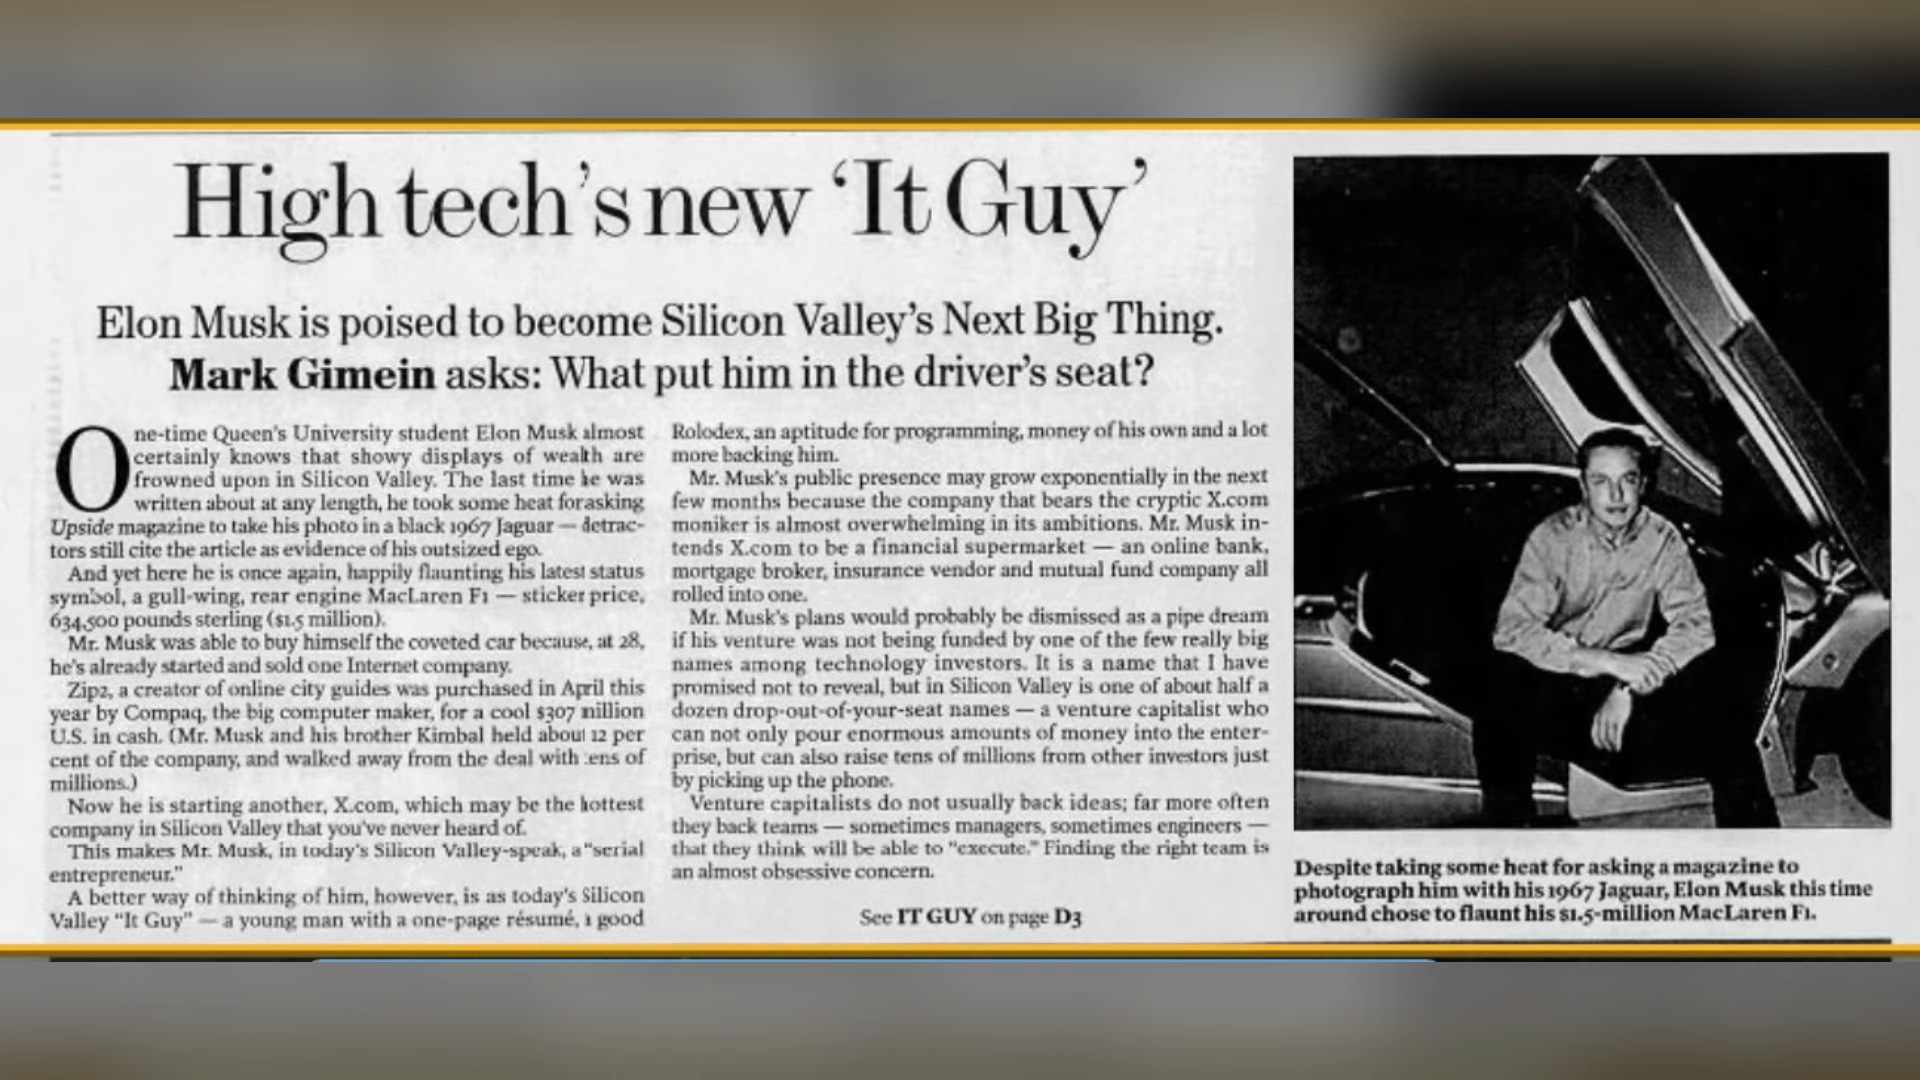 High tech's new 'It Guy'
Elon Musk is poised to become Silicon Valley's Next Big Thing.
Mark Gimein asks: What put him in the driver's seat?
One-time Queen's University student Elon Musk almost
certainly knows that showy displays of wealth are
frowned upon in Silicon Valley. The last time he was
written about at any length, he took some heat for asking
Upside magazine to take his photo in a black 1967 Jaguar — detrac-
tors still cite the article as evidence of his outsized ego.
And yet here he is once again, happily flaunting his latest status
symbol, a gull-wing, rear engine MacLaren F1 — sticker price,
634,500 pounds sterling ($1.5 million).
Mr. Musk was able to buy himself the coveted car because, at 28,
he's already started and sold one Internet company.
Zip2, a creator of online city guides was purchased in April this
year by Compaq, the big computer maker, for a cool $307 million
U.S. in cash. (Mr. Musk and his brother Kimbal held about 12 per
cent of the company, and walked away from the deal with tens of
millions.)
Now he is starting another, X.com, which may be the hottest
company in Silicon Valley that you've never heard of.
This makes Mr. Musk, in today's Silicon Valley-speak, a "serial
entrepreneur."
A better way of thinking of him, however, is as today's Silicon
Valley "It Guy" — a young man with a one-page résumé, a good
Rolodex, an aptitude for programming, money of his own and a lot
more backing him.
Mr. Musk's public presence may grow exponentially in the next
few months because the company that bears the cryptic X.com
moniker is almost overwhelming in its ambitions. Mr. Musk in-
tends X.com to be a financial supermarket — an online bank,
mortgage broker, insurance vendor and mutual fund company all
rolled into one.
Mr. Musk's plans would probably be dismissed as a pipe dream
if his venture was not being funded by one of the few really big
names among technology investors. It is a name that I have
promised not to reveal, but in Silicon Valley is one of about half a
dozen drop-out-of-your-seat names — a venture capitalist who
can not only pour enormous amounts of money into the enter-
prise, but can also raise tens of millions from other investors just
by picking up the phone.
Venture capitalists do not usually back ideas; far more often
they back teams — sometimes managers, sometimes engineers —
that they think will be able to "execute." Finding the right team is
an almost obsessive concern.
See IT GUY on page D3
Despite taking some heat for asking a magazine to
photograph him with his 1967 Jaguar, Elon Musk this time
around chose to flaunt his $1.5-million MacLaren F1.